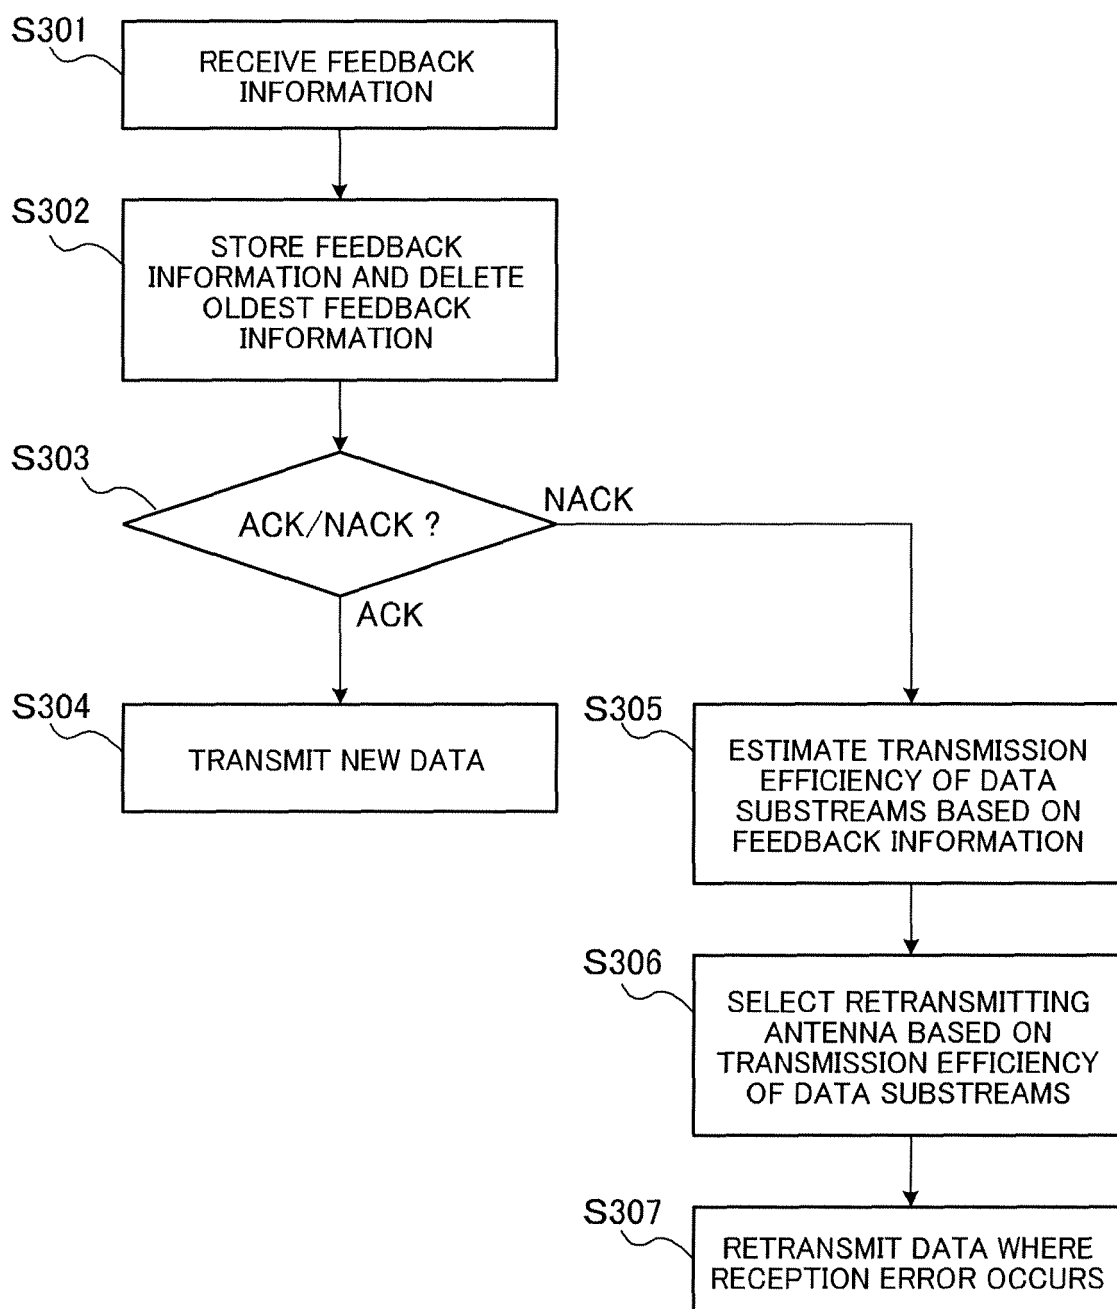 S301
RECEIVE FEEDBACK
INFORMATION
S302
STORE FEEDBACK
INFORMATION AND DELETE
OLDEST FEEDBACK
INFORMATION
S303
ACK/NACK ?
NACK
ACK
S304
TRANSMIT NEW DATA
S305
ESTIMATE TRANSMISSION
EFFICIENCY OF DATA
SUBSTREAMS BASED ON
FEEDBACK INFORMATION
S306
SELECT RETRANSMITTING
ANTENNA BASED ON
TRANSMISSION EFFICIENCY
OF DATA SUBSTREAMS
S307
RETRANSMIT DATA WHERE
RECEPTION ERROR OCCURS